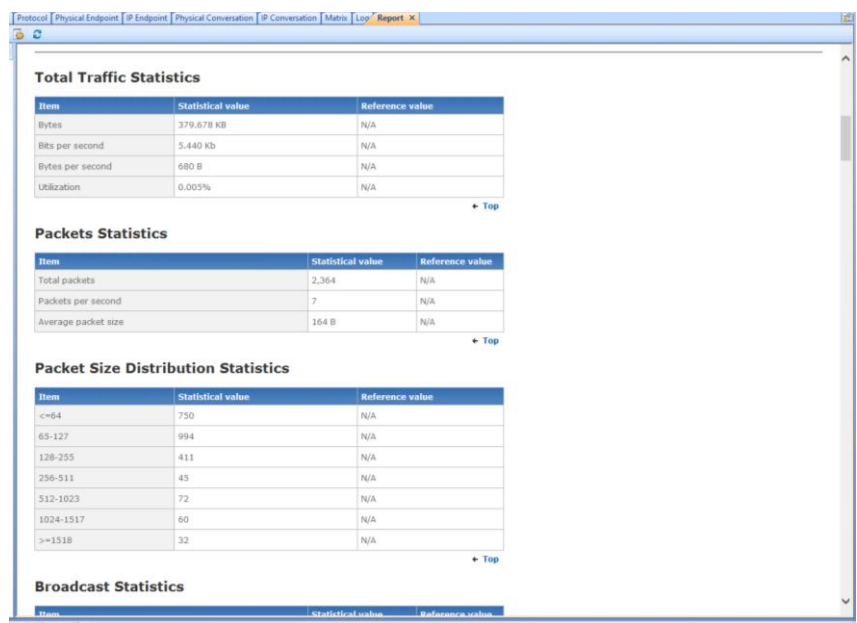 Protocol Physical Endpoint IP Endpoint Physical Conversation IP Conversation Matrix Log Report ×
Total Traffic Statistics
Item Statistical value Reference value
Bytes 379.678 KB N/A
Bits per second 5.440 Kb N/A
Bytes per second 680 B N/A
Utilization 0.005% N/A
Top
Packets Statistics
Item Statistical value Reference value
Total packets 2,364 N/A
Packets per second 7 N/A
Average packet size 164 B N/A
Top
Packet Size Distribution Statistics
Item Statistical value Reference value
<=64 750 N/A
65-127 994 N/A
128-255 411 N/A
256-511 45 N/A
512-1023 72 N/A
1024-1517 60 N/A
>=1518 32 N/A
Top
Broadcast Statistics
Item Statistical value Reference value